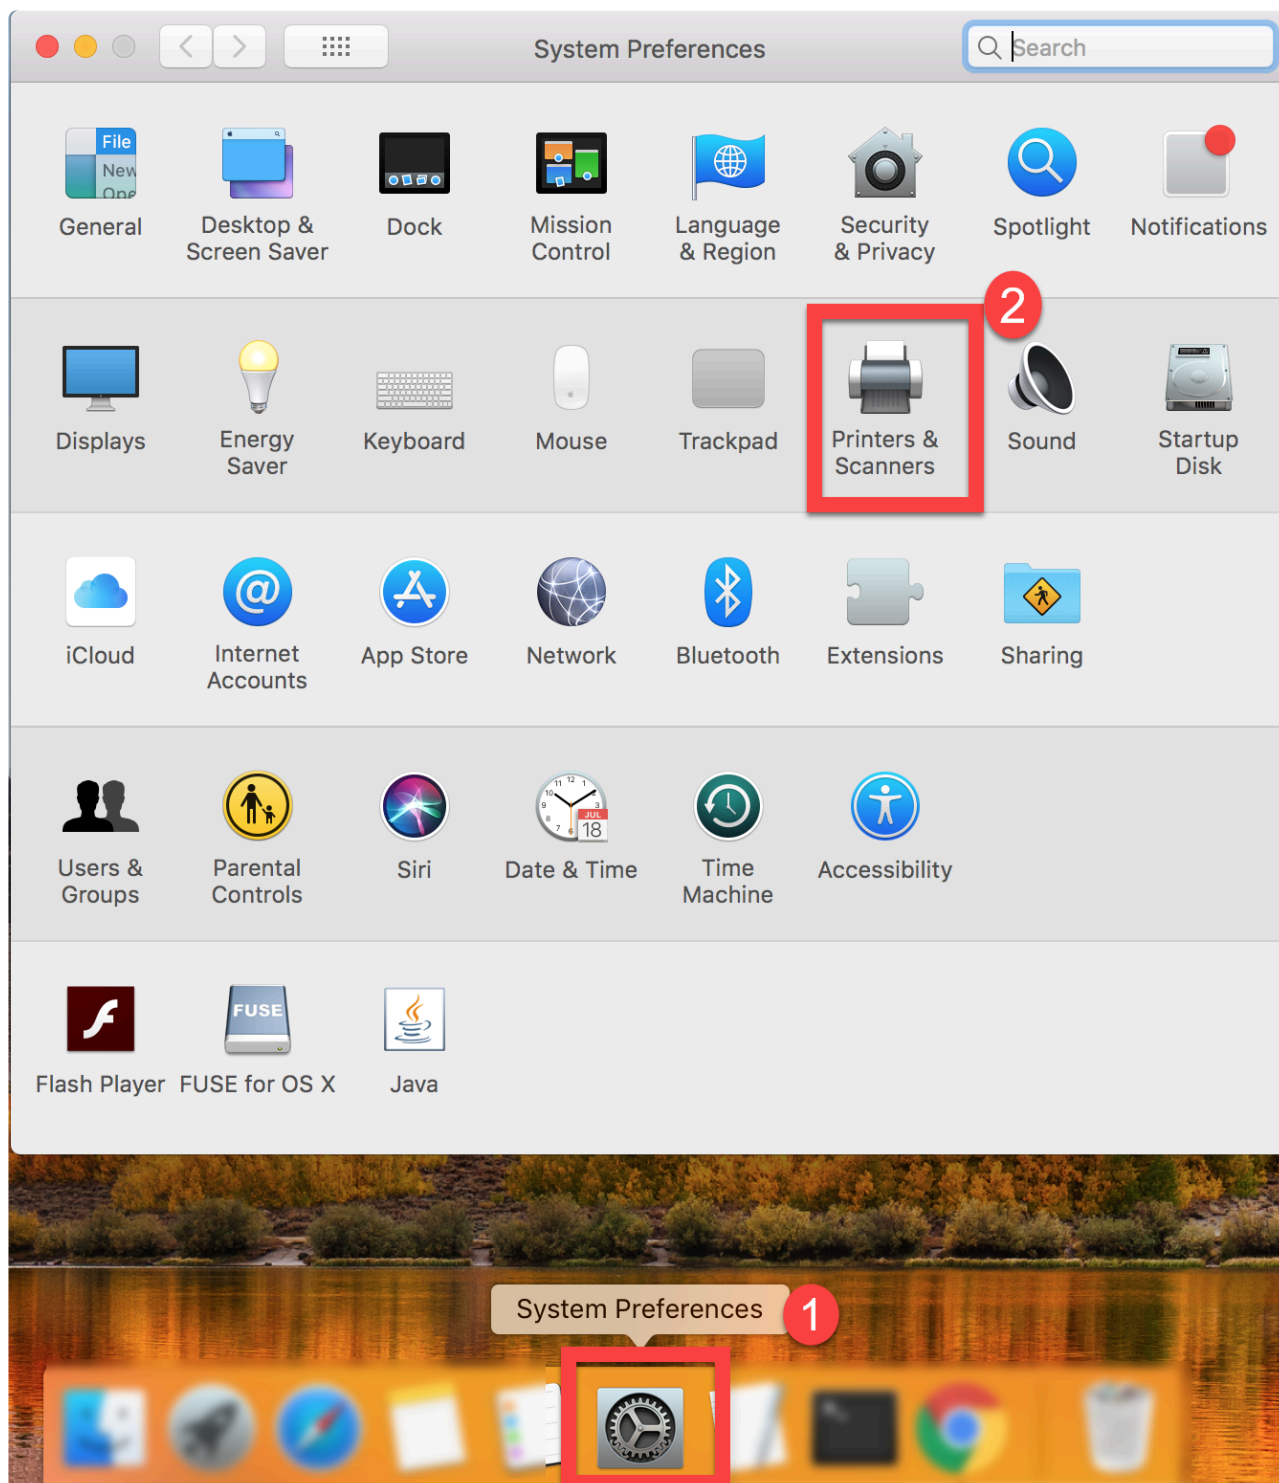 System Preferences
Search
File
New
Ope
General
Desktop &
Screen Saver
Dock
Mission
Control
Language
& Region
Security
& Privacy
Spotlight
Notifications
2
Displays
Energy
Saver
Keyboard
Mouse
Trackpad
Printers &
Scanners
Sound
Startup
Disk
iCloud
Internet
Accounts
App Store
Network
Bluetooth
Extensions
Sharing
JUL
18
Users &
Groups
Parental
Controls
Siri
Date & Time
Time
Machine
Accessibility
FUSE
Flash Player
FUSE for OS X
Java
System Preferences
1